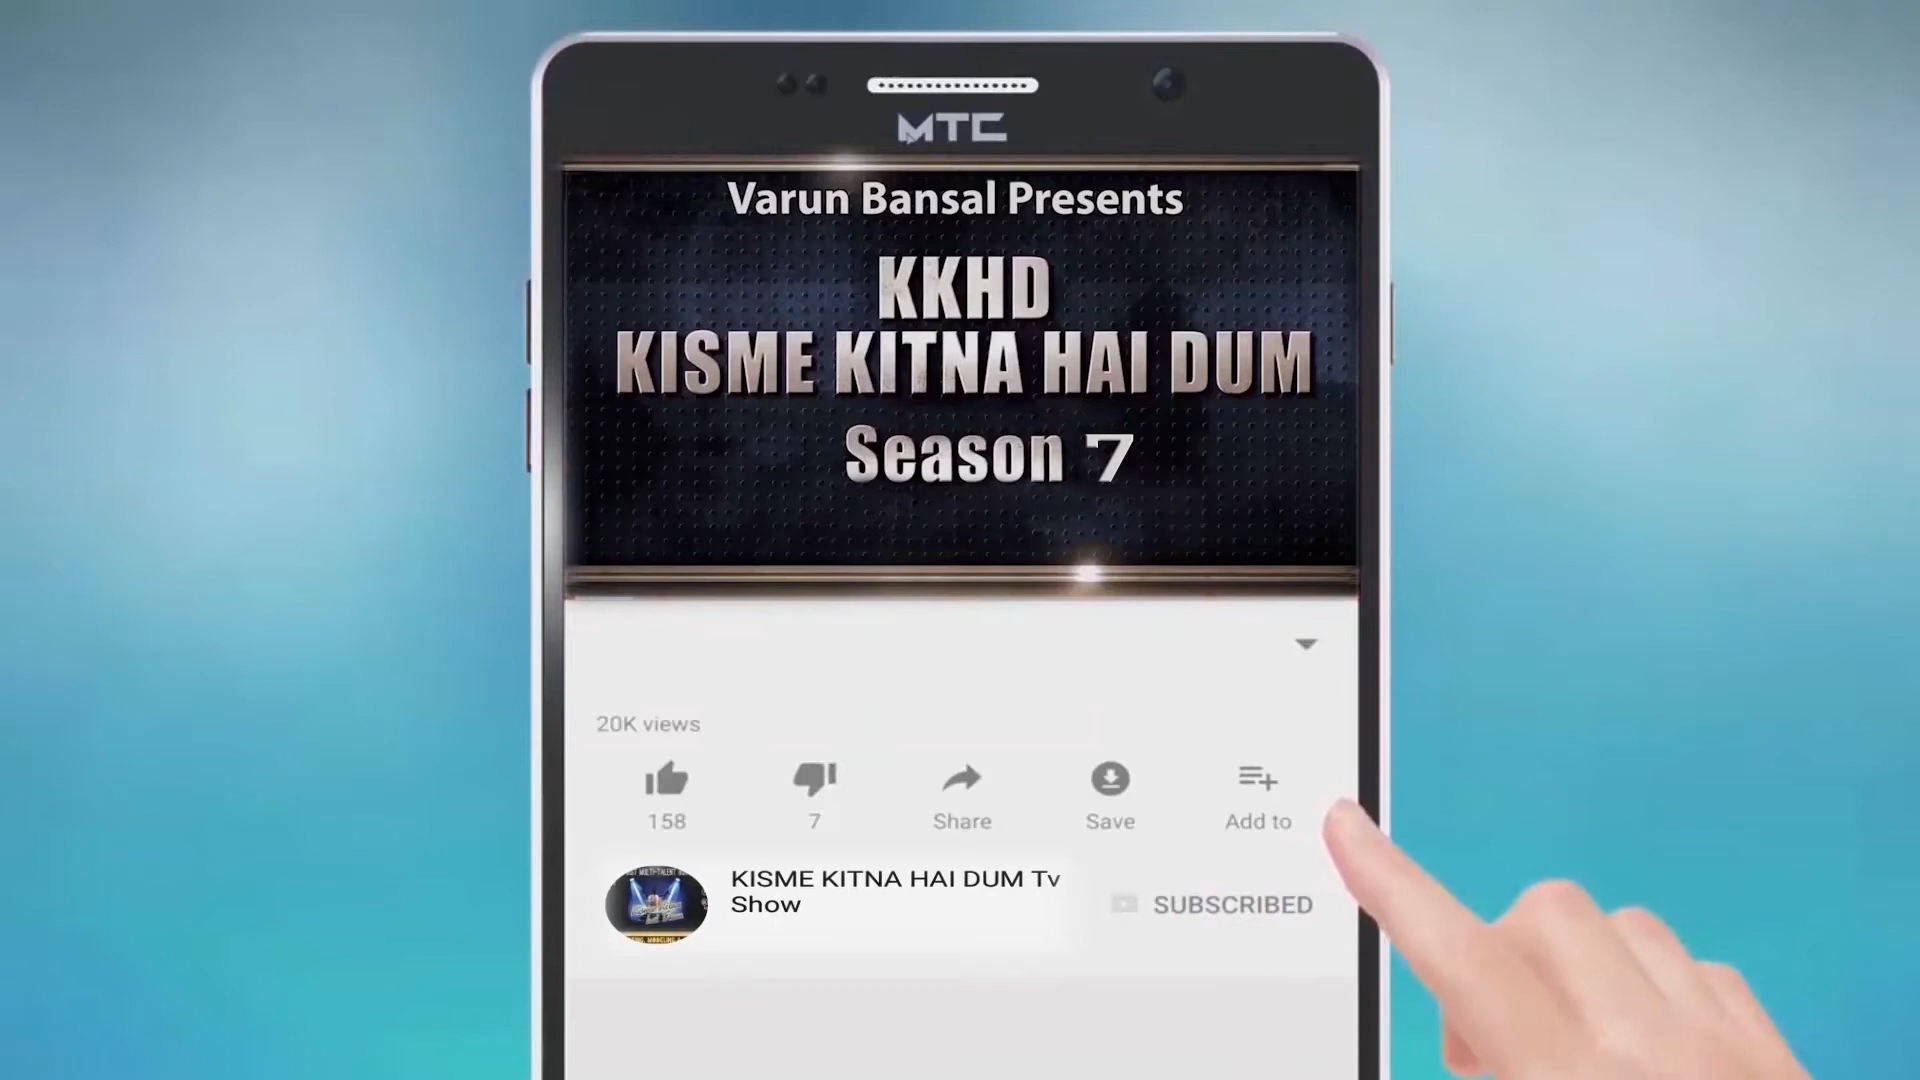 MTC
Varun Bansal Presents
KKHD
KISME KITNA HAI DUM
Season 7
20K views
158
7
Share
Save
Add to
KISME KITNA HAI DUM Tv
Show
SUBSCRIBED